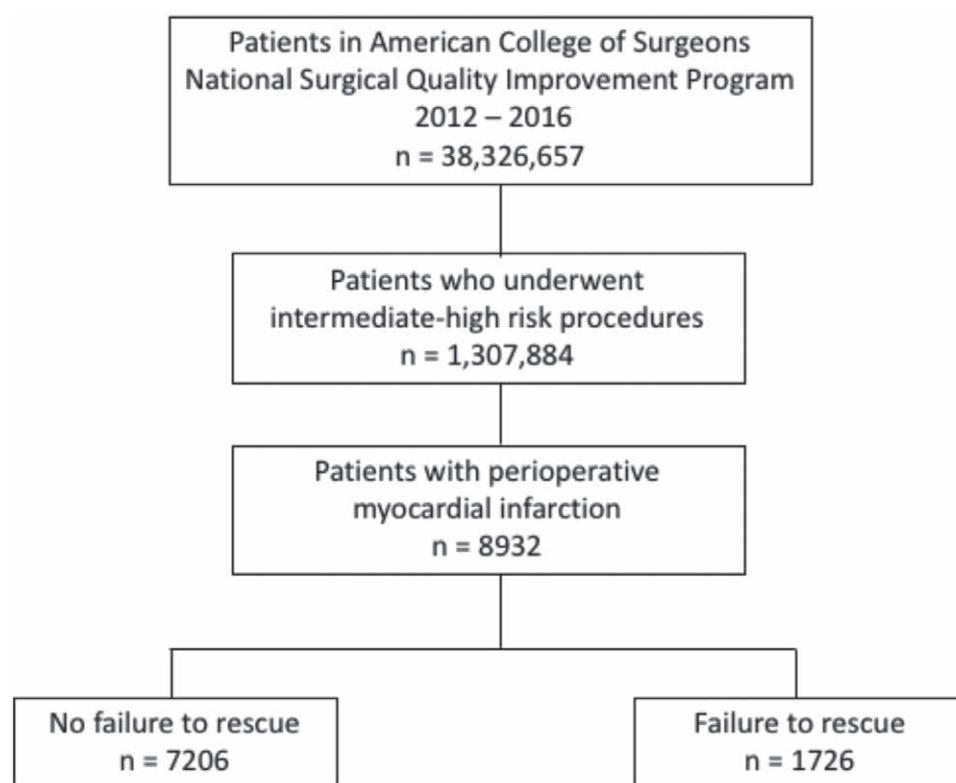 Patients in American College of Surgeons
National Surgical Quality Improvement Program
2012 – 2016
n = 38,326,657
Patients who underwent
intermediate-high risk procedures
n = 1,307,884
Patients with perioperative
myocardial infarction
n = 8932
No failure to rescue
n = 7206
Failure to rescue
n = 1726